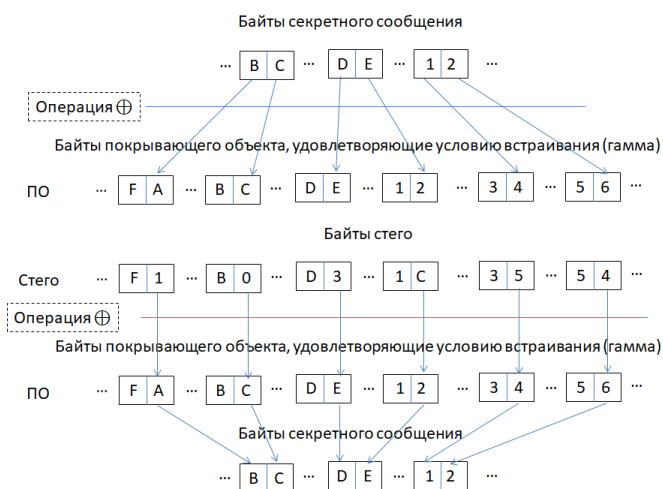 Байты секретного сообщения
... B C ... D E ... 1 2 ...
Операция ⊕
Байты покрывающего объекта, удовлетворяющие условию встраивания (гамма)
ПО ... F A ... B C ... D E ... 1 2 ... 3 4 ... 5 6 ...
Байты стего
Стего ... F 1 ... B 0 ... D 3 ... 1 C ... 3 5 ... 5 4 ...
Операция ⊕
Байты покрывающего объекта, удовлетворяющие условию встраивания (гамма)
ПО ... F A ... B C ... D E ... 1 2 ... 3 4 ... 5 6 ...
Байты секретного сообщения
... B C ... D E ... 1 2 ...